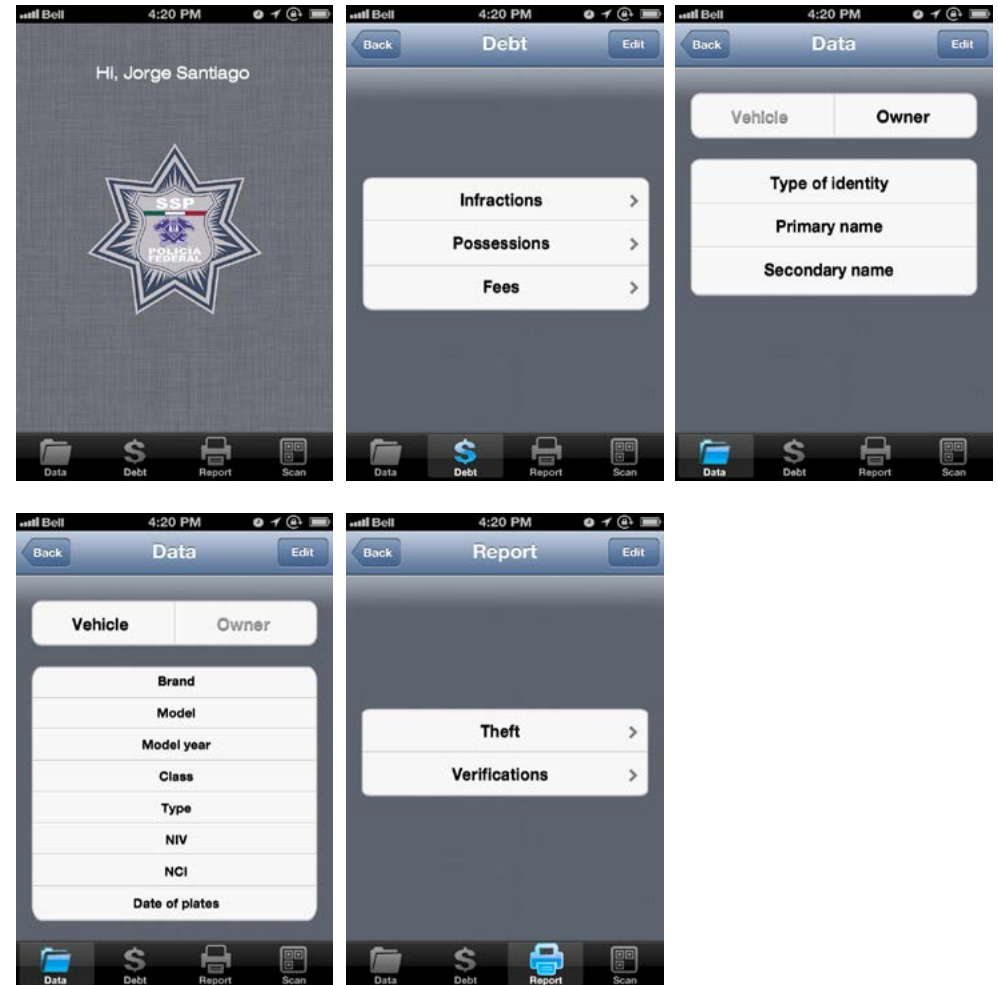 Bell 4:20 PM
Hi, Jorge Santiago
SSP
POLICÍA
FEDERAL
Data Debt Report Scan
Bell 4:20 PM
Back Debt Edit
Infractions
Possessions
Fees
Data Debt Report Scan
Bell 4:20 PM
Back Data Edit
Vehicle Owner
Type of identity
Primary name
Secondary name
Data Debt Report Scan
Bell 4:20 PM
Back Data Edit
Vehicle Owner
Brand
Model
Model year
Class
Type
NIV
NCI
Date of plates
Data Debt Report Scan
Bell 4:20 PM
Back Report Edit
Theft
Verifications
Data Debt Report Scan